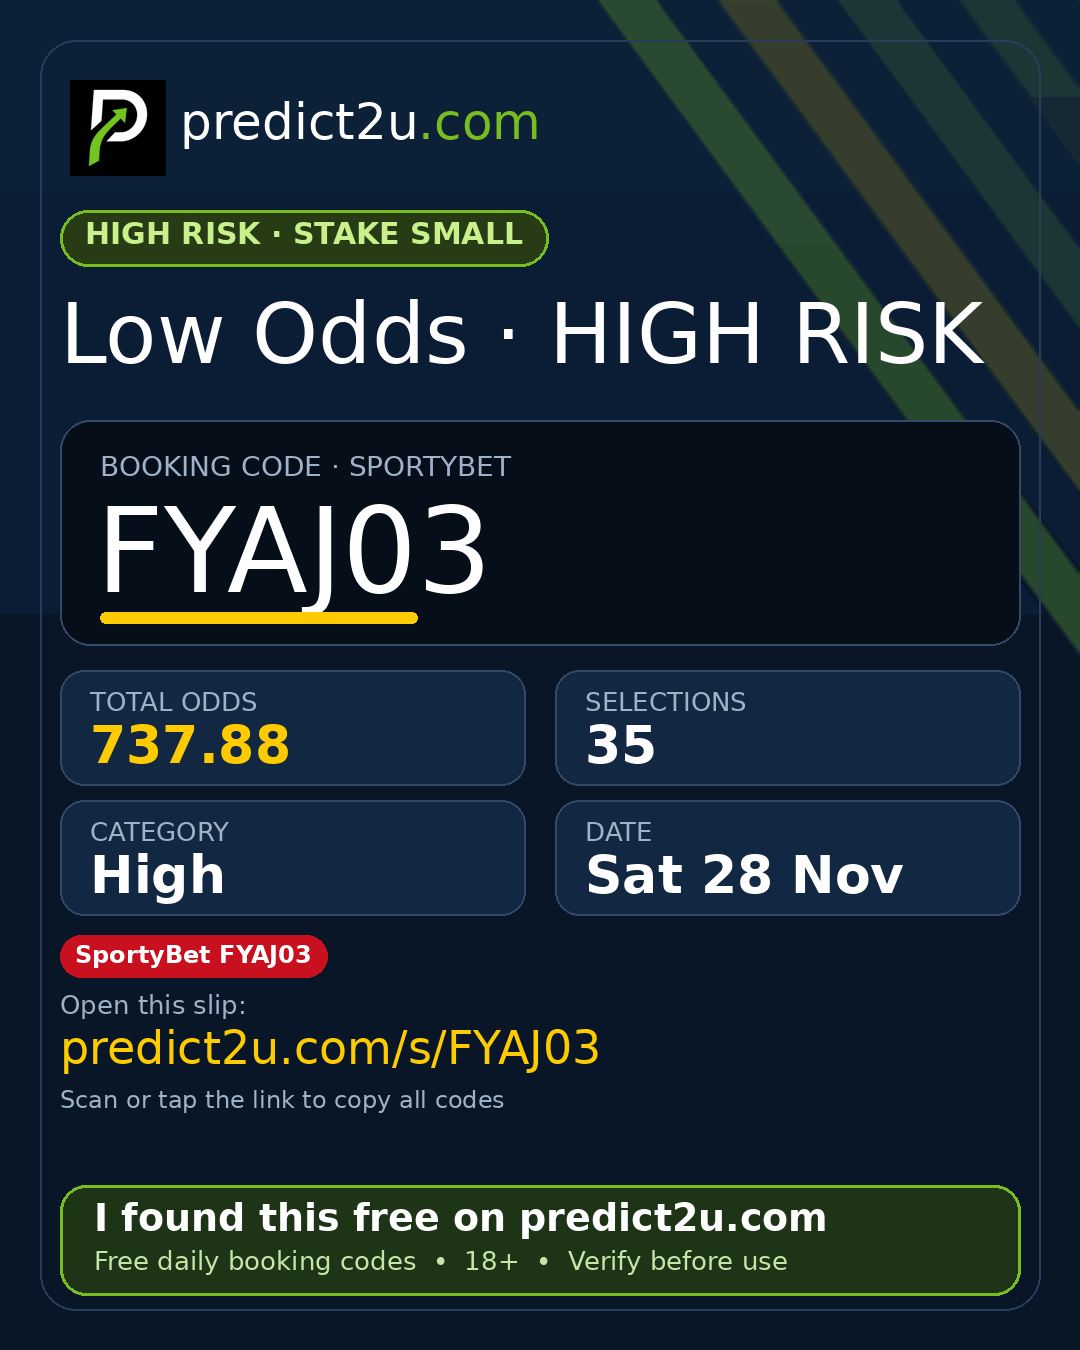 predict2u.com
HIGH RISK · STAKE SMALL
Low Odds · HIGH RISK
BOOKING CODE · SPORTYBET
FYAJ03
TOTAL ODDS
737.88
SELECTIONS
35
CATEGORY
High
DATE
Sat 28 Nov
SportyBet FYAJ03
Open this slip:
predict2u.com/s/FYAJ03
Scan or tap the link to copy all codes
I found this free on predict2u.com
Free daily booking codes • 18+ • Verify before use